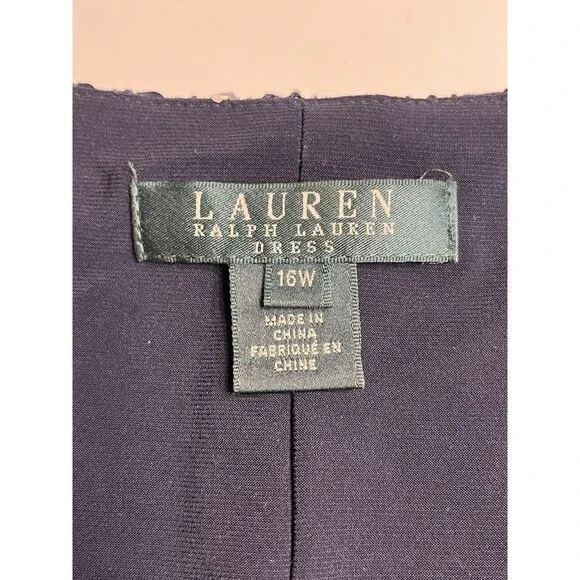 LAUREN
RALPH LAUREN
DRESS
16W
MADE IN
CHINA
FABRIQUÉ EN
CHINE